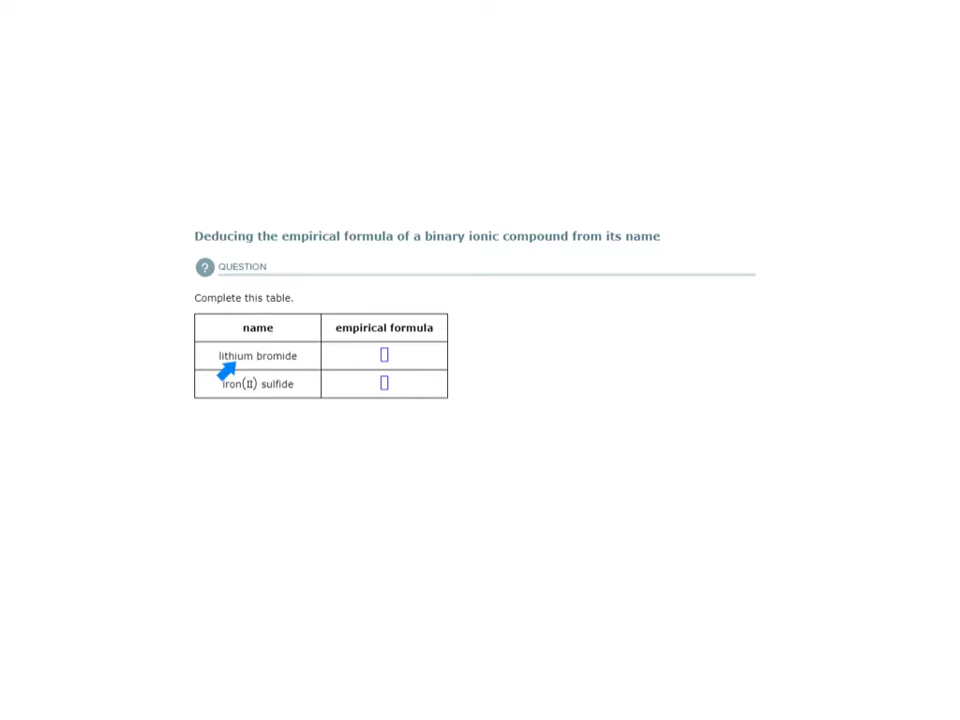 Deducing the empirical formula of a binary ionic compound from its name
? QUESTION
Complete this table.
name empirical formula
lithium bromide
iron(II) sulfide